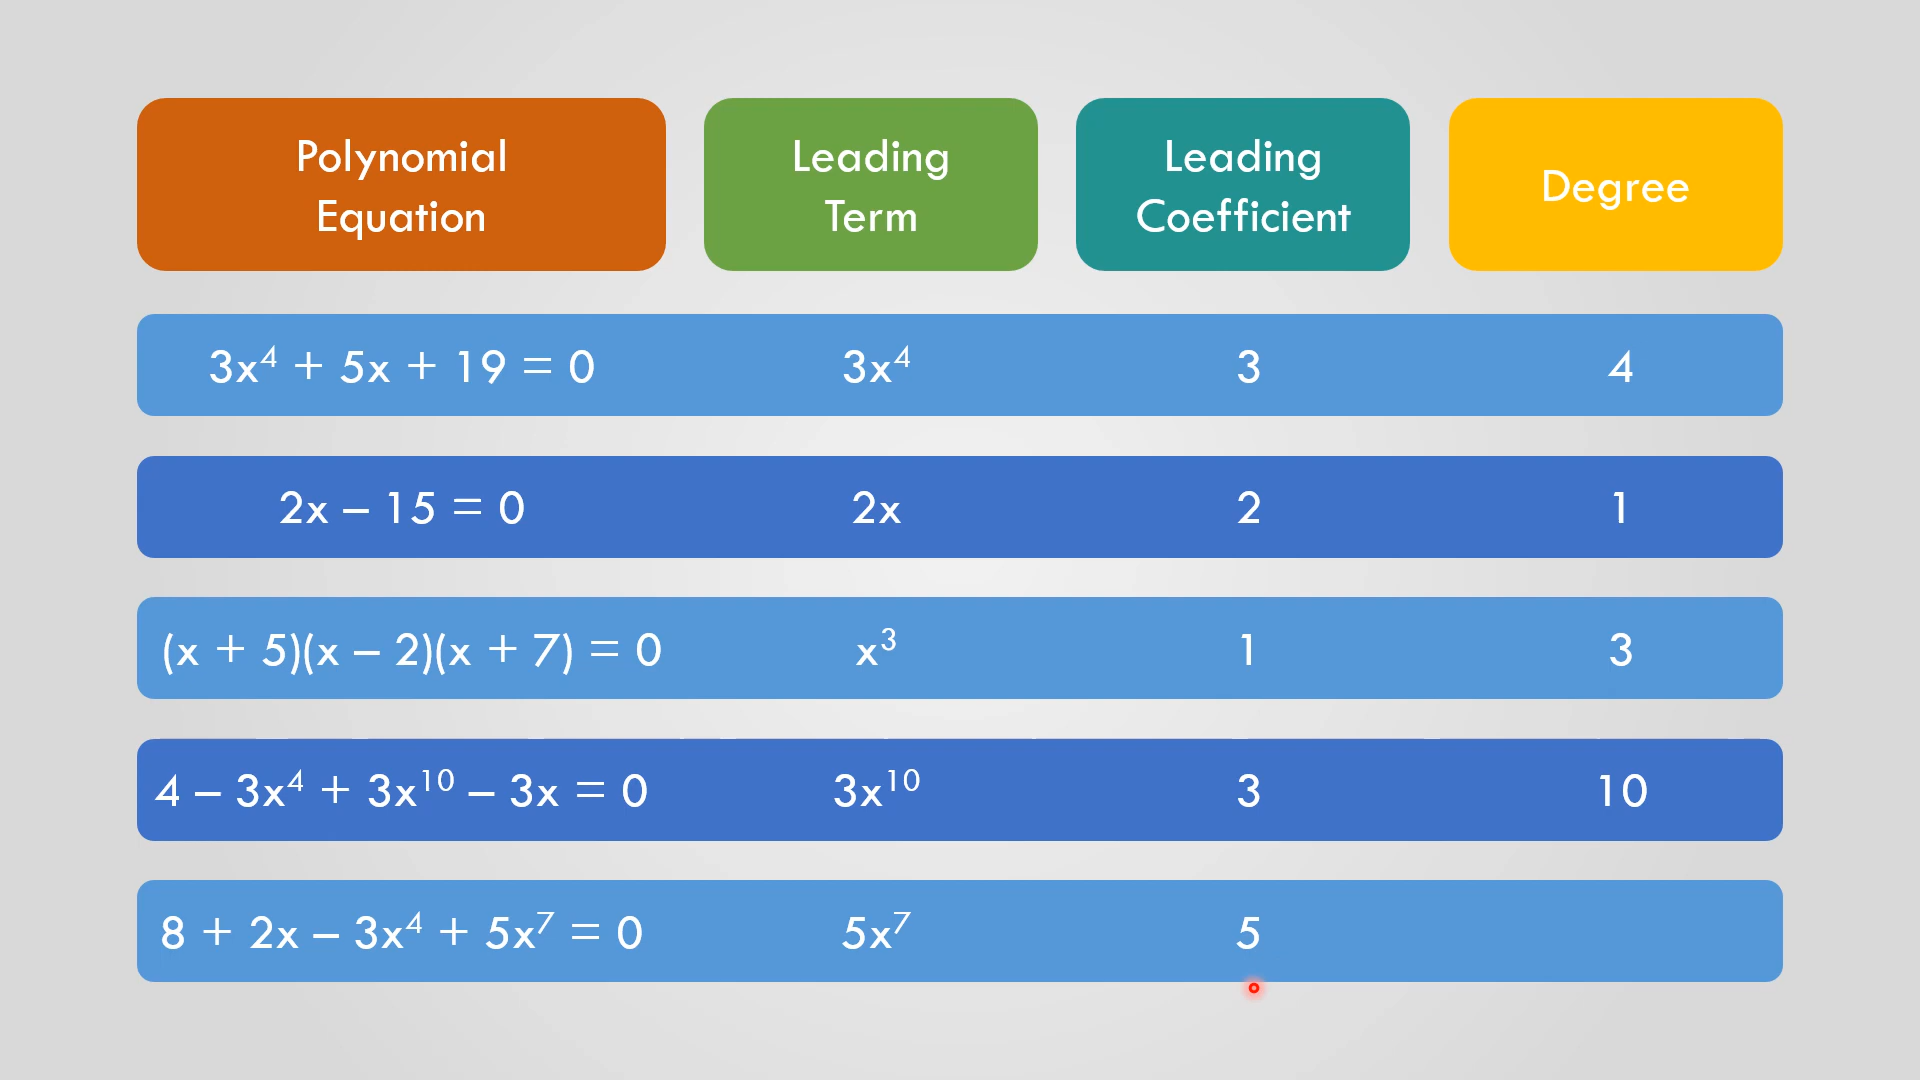 Polynomial
Equation
Leading
Term
Leading
Coefficient
Degree
3x⁴ + 5x + 19 = 0 3x⁴ 3 4
2x – 15 = 0 2x 2 1
(x + 5)(x – 2)(x + 7) = 0 x³ 1 3
4 – 3x⁴ + 3x¹⁰ – 3x = 0 3x¹⁰ 3 10
8 + 2x – 3x⁴ + 5x⁷ = 0 5x⁷ 5